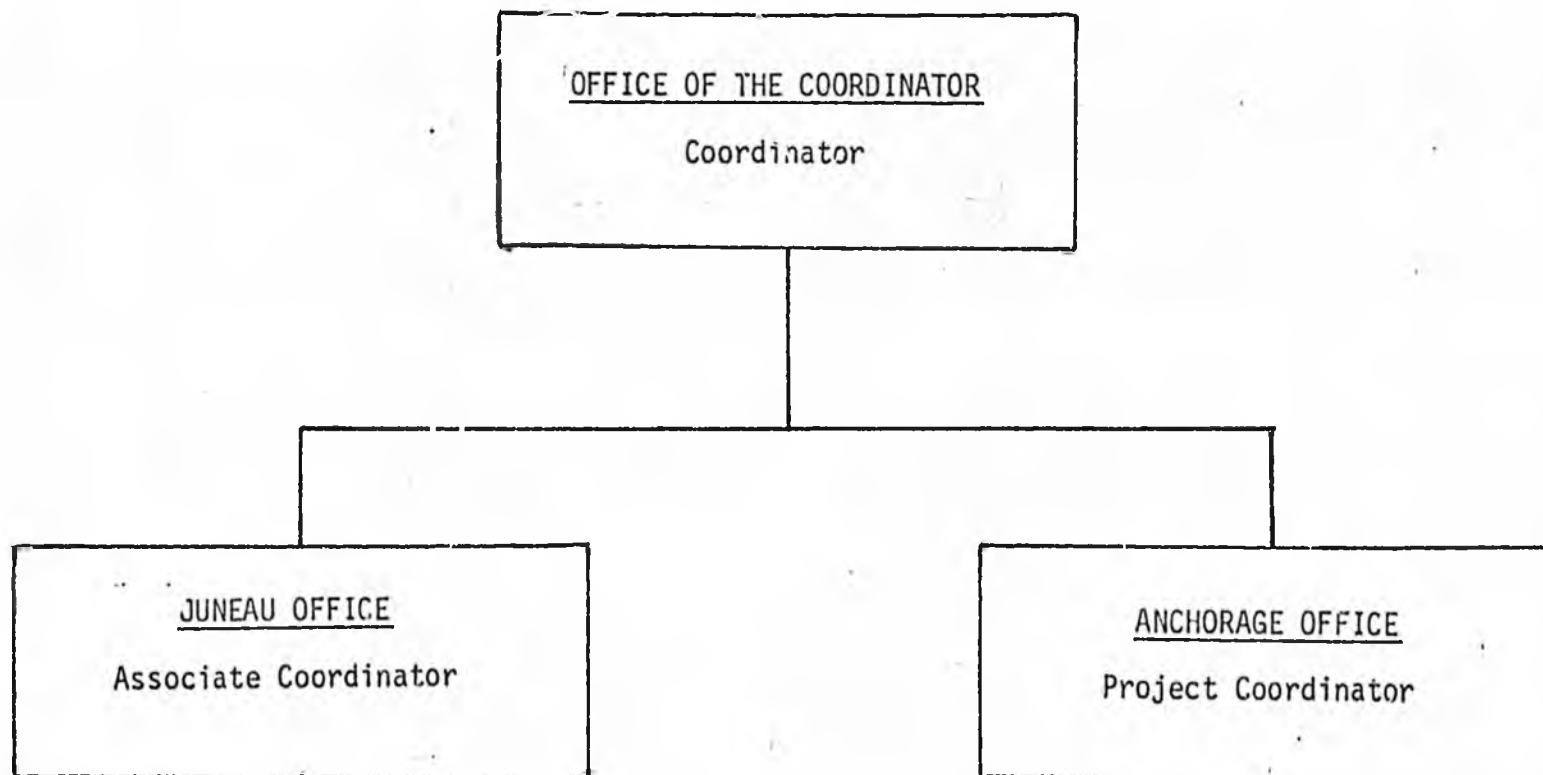 OFFICE OF THE COORDINATOR
Coordinator
JUNEAU OFFICE
Associate Coordinator
ANCHORAGE OFFICE
Project Coordinator